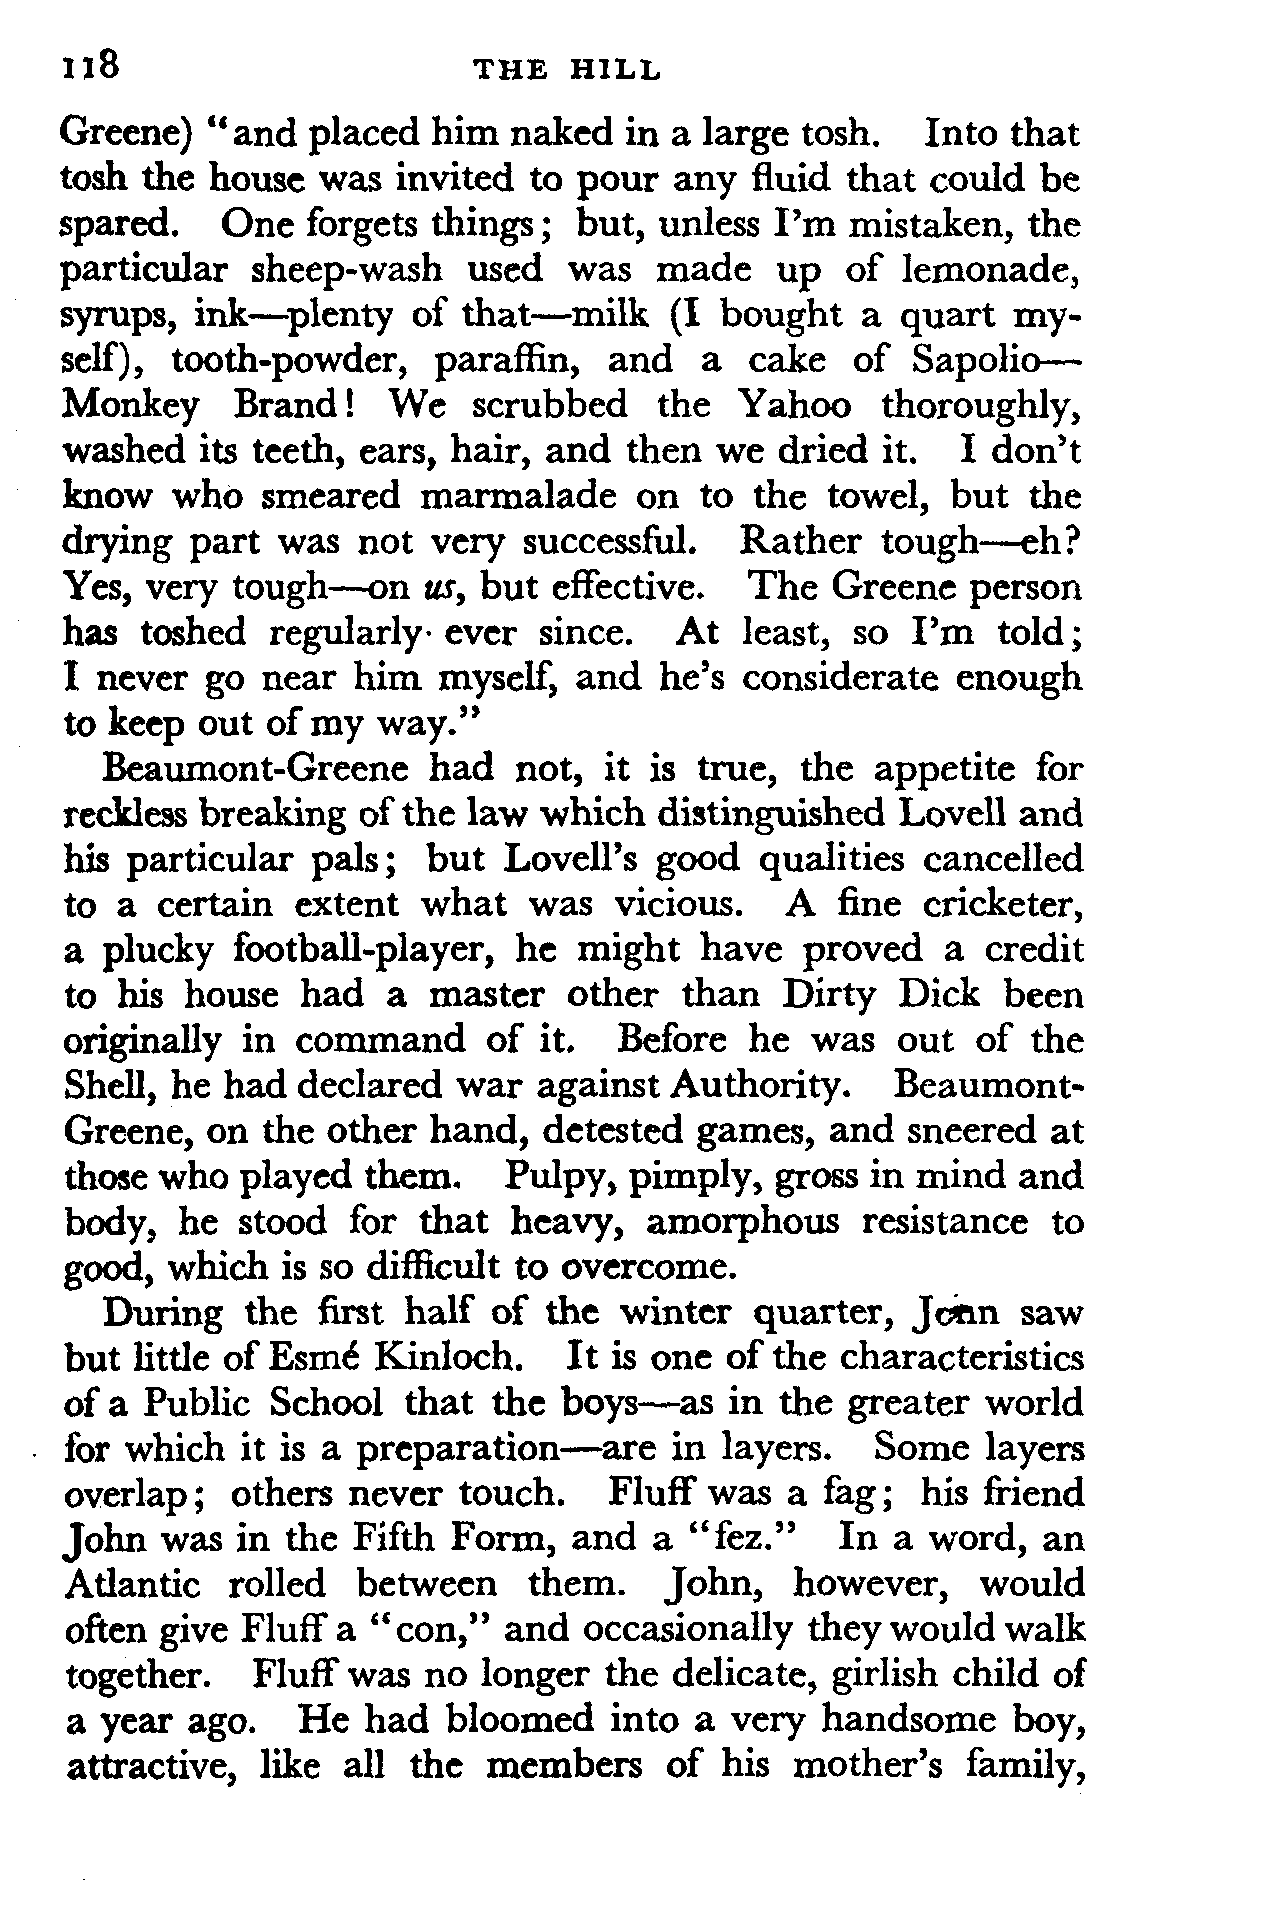 118 THE HILL
Greene) “and placed him naked in a large tosh. Into that
tosh the house was invited to pour any fluid that could be
spared. One forgets things; but, unless I’m mistaken, the
particular sheep-wash used was made up of lemonade,
syrups, ink—plenty of that—milk (I bought a quart my-
self), tooth-powder, paraffin, and a cake of Sapolio—
Monkey Brand! We scrubbed the Yahoo thoroughly,
washed its teeth, ears, hair, and then we dried it. I don’t
know who smeared marmalade on to the towel, but the
drying part was not very successful. Rather tough—eh?
Yes, very tough—on us, but effective. The Greene person
has toshed regularly ever since. At least, so I’m told;
I never go near him myself, and he’s considerate enough
to keep out of my way.”
Beaumont-Greene had not, it is true, the appetite for
reckless breaking of the law which distinguished Lovell and
his particular pals; but Lovell’s good qualities cancelled
to a certain extent what was vicious. A fine cricketer,
a plucky football-player, he might have proved a credit
to his house had a master other than Dirty Dick been
originally in command of it. Before he was out of the
Shell, he had declared war against Authority. Beaumont-
Greene, on the other hand, detested games, and sneered at
those who played them. Pulpy, pimply, gross in mind and
body, he stood for that heavy, amorphous resistance to
good, which is so difficult to overcome.
During the first half of the winter quarter, John saw
but little of Esmé Kinloch. It is one of the characteristics
of a Public School that the boys—as in the greater world
for which it is a preparation—are in layers. Some layers
overlap; others never touch. Fluff was a fag; his friend
John was in the Fifth Form, and a “fez.” In a word, an
Atlantic rolled between them. John, however, would
often give Fluff a “con,” and occasionally they would walk
together. Fluff was no longer the delicate, girlish child of
a year ago. He had bloomed into a very handsome boy,
attractive, like all the members of his mother’s family,